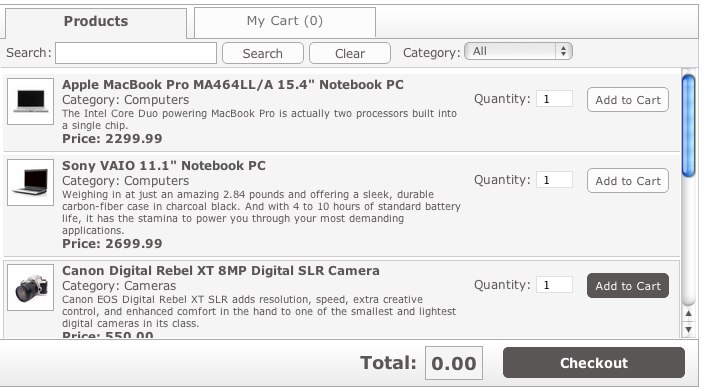 Products My Cart (0)
Search: Search Clear Category: All
Apple MacBook Pro MA464LL/A 15.4" Notebook PC
Category: Computers
Quantity: 1 Add to Cart
The Intel Core Duo powering MacBook Pro is actually two processors built into
a single chip.
Price: 2299.99
Sony VAIO 11.1" Notebook PC
Category: Computers
Quantity: 1 Add to Cart
Weighing in at just an amazing 2.84 pounds and offering a sleek, durable
carbon-fiber case in charcoal black. And with 4 to 10 hours of standard battery
life, it has the stamina to power you through your most demanding
applications.
Price: 2699.99
Canon Digital Rebel XT 8MP Digital SLR Camera
Category: Cameras
Quantity: 1 Add to Cart
Canon EOS Digital Rebel XT SLR adds resolution, speed, extra creative
control, and enhanced comfort in the hand to one of the smallest and lightest
digital cameras in its class.
Price: 550.00
Total: 0.00 Checkout